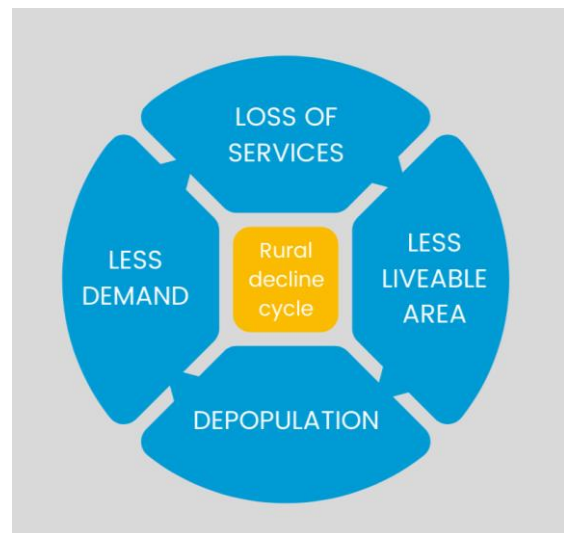 LOSS OF
SERVICES
LESS
LIVEABLE
AREA
DEPOPULATION
LESS
DEMAND
Rural
decline
cycle